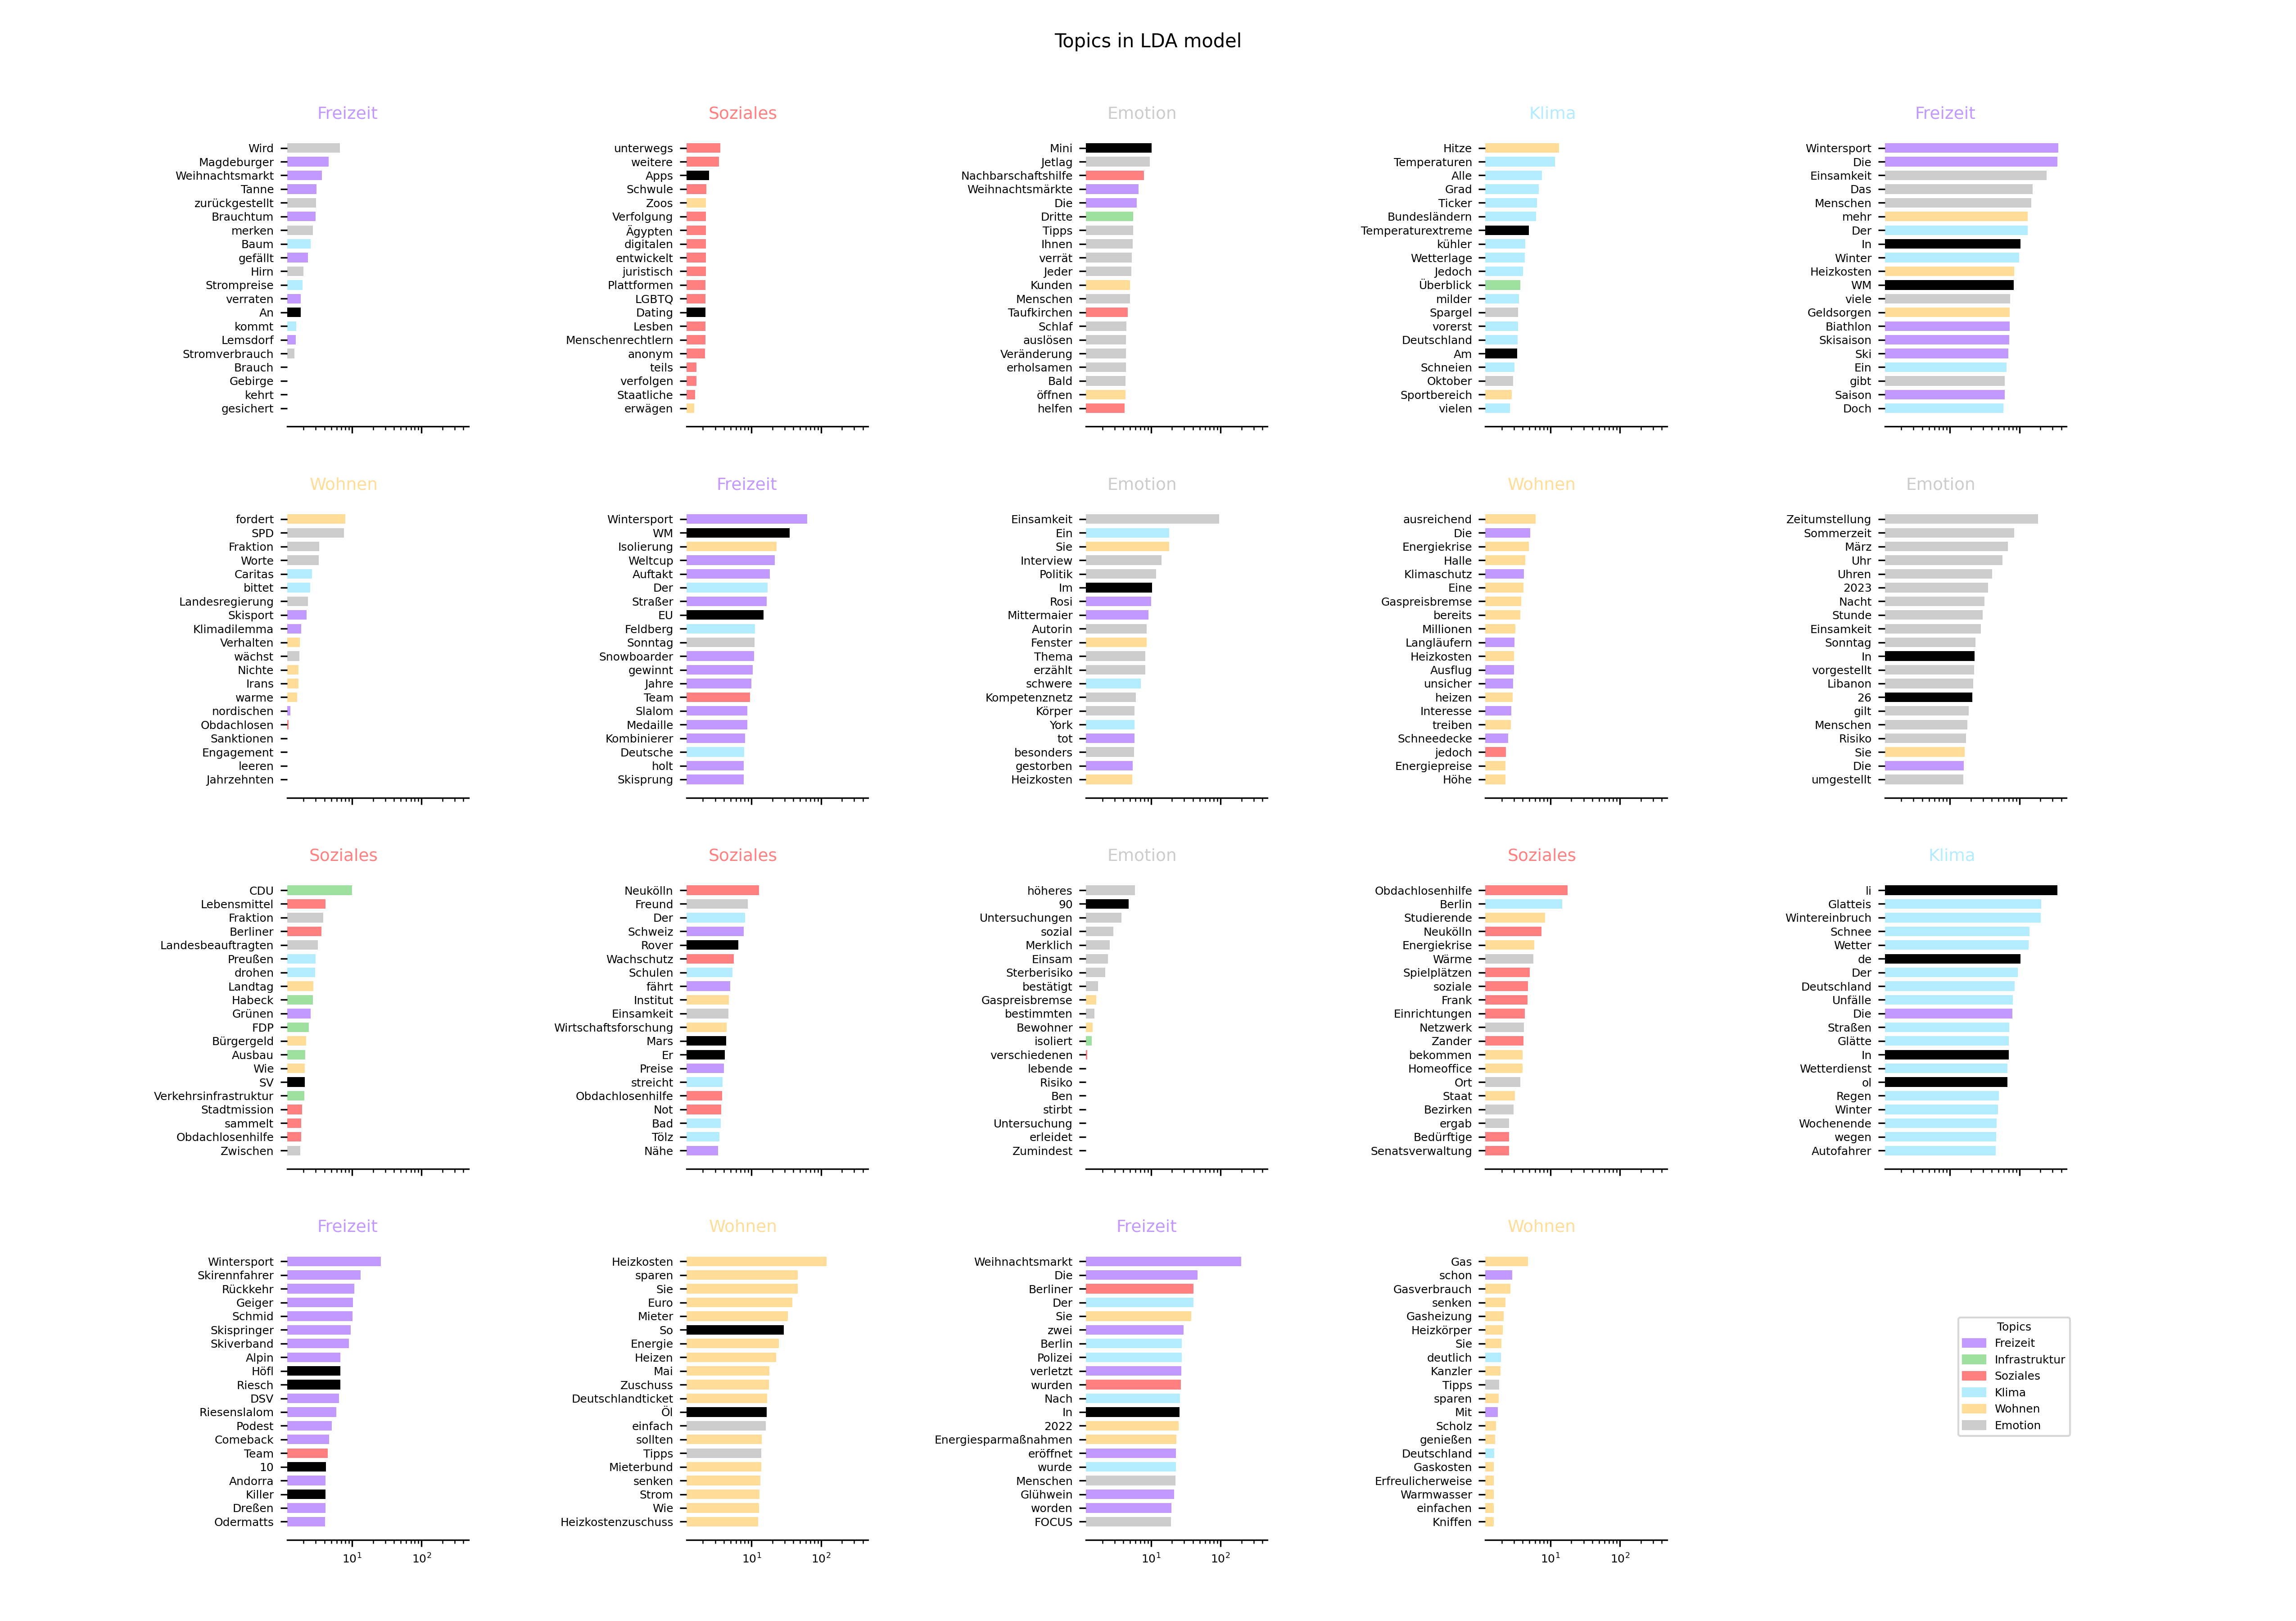 Topics in LDA model
Freizeit
Wird
Magdeburger
Weihnachtsmarkt
Tanne
zurückgestellt
Brauchtum
merken
Baum
gefällt
Hirn
Strompreise
verraten
An
kommt
Lemsdorf
Stromverbrauch
Brauch
Gebirge
kehrt
gesichert
Soziales
unterwegs
weitere
Apps
Schwule
Zoos
Verfolgung
Ägypten
digitalen
entwickelt
juristisch
Plattformen
LGBTQ
Dating
Lesben
Menschenrechtlern
anonym
teils
verfolgen
Staatliche
erwägen
Emotion
Mini
Jetlag
Nachbarschaftshilfe
Weihnachtsmärkte
Die
Dritte
Tipps
Ihnen
verrät
Jeder
Kunden
Menschen
Taufkirchen
Schlaf
auslösen
Veränderung
erholsamen
Bald
öffnen
helfen
Klima
Hitze
Temperaturen
Alle
Grad
Ticker
Bundesländern
Temperaturextreme
kühler
Wetterlage
Jedoch
Überblick
milder
Spargel
vorerst
Deutschland
Am
Schneien
Oktober
Sportbereich
vielen
Freizeit
Wintersport
Die
Einsamkeit
Das
Menschen
mehr
Der
In
Winter
Heizkosten
WM
viele
Geldsorgen
Biathlon
Skisaison
Ski
Ein
gibt
Saison
Doch
Wohnen
fordert
SPD
Fraktion
Worte
Caritas
bittet
Landesregierung
Skisport
Klimadilemma
Verhalten
wächst
Nichte
Irans
warme
nordischen
Obdachlosen
Sanktionen
Engagement
leeren
Jahrzehnten
Freizeit
Wintersport
WM
Isolierung
Weltcup
Auftakt
Der
Straßer
EU
Feldberg
Sonntag
Snowboarder
gewinnt
Jahre
Team
Slalom
Medaille
Kombinierer
Deutsche
holt
Skisprung
Emotion
Einsamkeit
Ein
Sie
Interview
Politik
Im
Rosi
Mittermaier
Autorin
Fenster
Thema
erzählt
schwere
Kompetenznetz
Körper
York
tot
besonders
gestorben
Heizkosten
Wohnen
ausreichend
Die
Energiekrise
Halle
Klimaschutz
Eine
Gaspreisbremse
bereits
Millionen
Langläufern
Heizkosten
Ausflug
unsicher
heizen
Interesse
treiben
Schneedecke
jedoch
Energiepreise
Höhe
Emotion
Zeitumstellung
Sommerzeit
März
Uhr
Uhren
2023
Nacht
Stunde
Einsamkeit
Sonntag
In
vorgestellt
Libanon
26
gilt
Menschen
Risiko
Sie
Die
umgestellt
Soziales
CDU
Lebensmittel
Fraktion
Berliner
Landesbeauftragten
Preußen
drohen
Landtag
Habeck
Grünen
FDP
Bürgergeld
Ausbau
Wie
SV
Verkehrsinfrastruktur
Stadtmission
sammelt
Obdachlosenhilfe
Zwischen
Soziales
Neukölln
Freund
Der
Schweiz
Rover
Wachschutz
Schulen
fährt
Institut
Einsamkeit
Wirtschaftsforschung
Mars
Er
Preise
streicht
Obdachlosenhilfe
Not
Bad
Tölz
Nähe
Emotion
höheres
90
Untersuchungen
sozial
Merklich
Einsam
Sterberisiko
bestätigt
Gaspreisbremse
bestimmten
Bewohner
isoliert
verschiedenen
lebende
Risiko
Ben
stirbt
Untersuchung
erleidet
Zumindest
Soziales
Obdachlosenhilfe
Berlin
Studierende
Neukölln
Energiekrise
Wärme
Spielplätzen
soziale
Frank
Einrichtungen
Netzwerk
Zander
bekommen
Homeoffice
Ort
Staat
Bezirken
ergab
Bedürftige
Senatsverwaltung
Klima
li
Glatteis
Wintereinbruch
Schnee
Wetter
de
Der
Deutschland
Unfälle
Die
Straßen
Glätte
In
Wetterdienst
ol
Regen
Winter
Wochenende
wegen
Autofahrer
Freizeit
Wintersport
Skirennfahrer
Rückkehr
Geiger
Schmid
Skispringer
Skiverband
Alpin
Höfl
Riesch
DSV
Riesenslalom
Podest
Comeback
Team
10
Andorra
Killer
Dreßen
Odermatts
10¹ 10²
Wohnen
Heizkosten
sparen
Sie
Euro
Mieter
So
Energie
Heizen
Mai
Zuschuss
Deutschlandticket
Öl
einfach
sollten
Tipps
Mieterbund
senken
Strom
Wie
Heizkostenzuschuss
10¹ 10²
Freizeit
Weihnachtsmarkt
Die
Berliner
Der
Sie
zwei
Berlin
Polizei
verletzt
wurden
Nach
In
2022
Energiesparmaßnahmen
eröffnet
wurde
Menschen
Glühwein
worden
FOCUS
10¹ 10²
Wohnen
Gas
schon
Gasverbrauch
senken
Gasheizung
Heizkörper
Sie
deutlich
Kanzler
Tipps
sparen
Mit
Scholz
genießen
Deutschland
Gaskosten
Erfreulicherweise
Warmwasser
einfachen
Kniffen
10¹ 10²
Topics
Freizeit
Infrastruktur
Soziales
Klima
Wohnen
Emotion